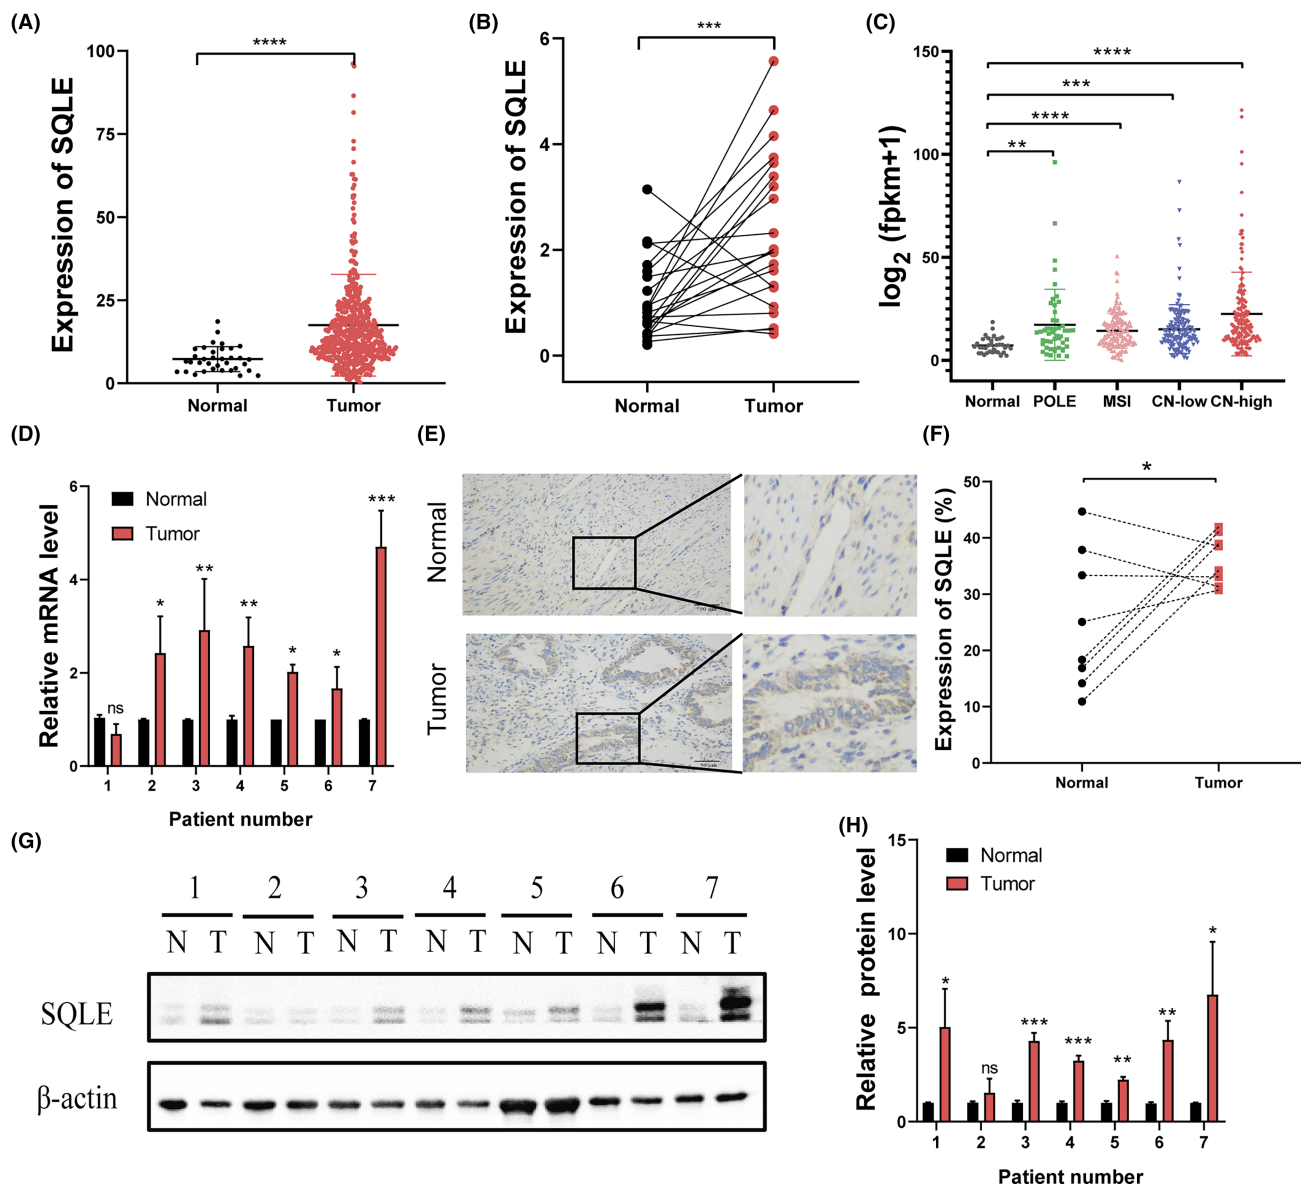 (A)
Expression of SQLE
100
75
50
25
0
****
Normal
Tumor
(B)
Expression of SQLE
6
4
2
0
***
Normal
Tumor
(C)
log2 (fpkm+1)
150
100
50
0
****
***
****
**
Normal
POLE
MSI
CN-low
CN-high
(D)
Relative mRNA level
6
4
2
0
Normal
Tumor
ns
*
**
**
*
*
***
1 2 3 4 5 6 7
Patient number
(E)
Normal
Tumor
50 μm
50 μm
(F)
Expression of SQLE (%)
50
40
30
20
10
0
*
Normal
Tumor
(G)
1 2 3 4 5 6 7
N T N T N T N T N T N T N T
SQLE
β-actin
(H)
Relative protein level
15
10
5
0
Normal
Tumor
*
ns
***
***
**
**
*
1 2 3 4 5 6 7
Patient number